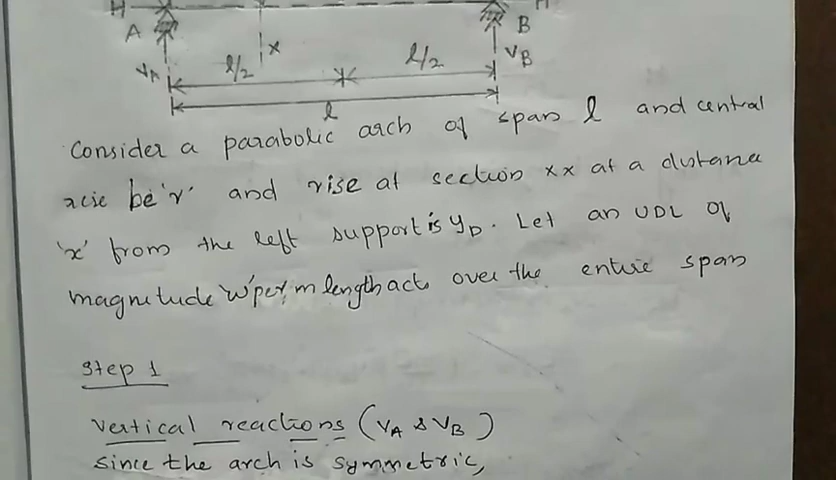 H H
A B
x
VA l/2 l/2 VB
l
Consider a parabolic arch of span l and central
rise be 'r' and rise at section xx at a distance
'x' from the left support is yD. Let an UDL of
magnitude 'w' per m length acts over the entire span
Step 1
Vertical reactions (VA & VB)
since the arch is symmetric,